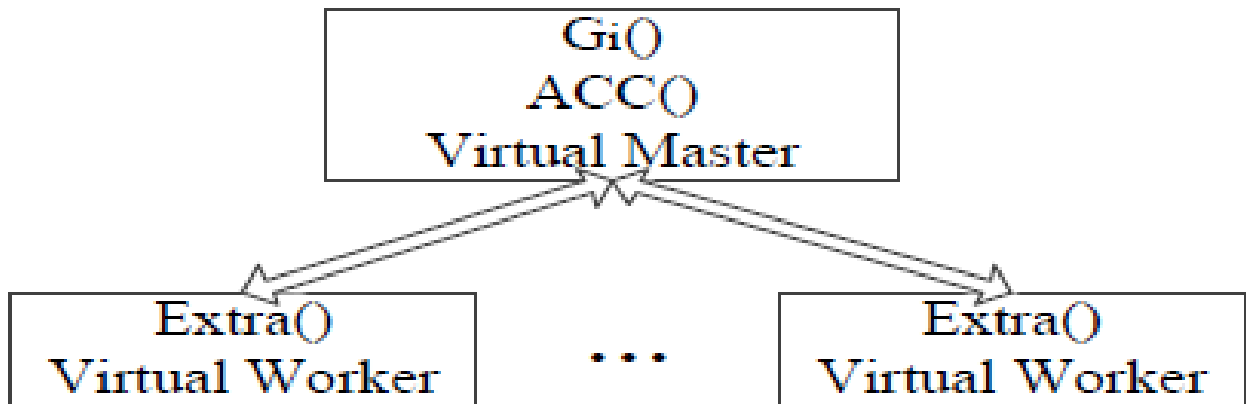 Gi()
ACC()
Virtual Master
Extra()
Virtual Worker
...
Extra()
Virtual Worker